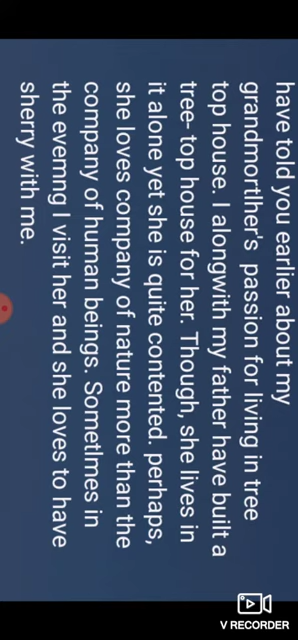 have told you earlier about my
grandmortlher's passion for living in tree
top house. I alongwith my father have built a
tree- top house for her. Though, she lives in
it alone yet she is quite contented. perhaps,
she loves company of nature more than the
company of human beings. Sometlmes in
the evemng I visit her and she loves to have
sherry with me.
V RECORDER